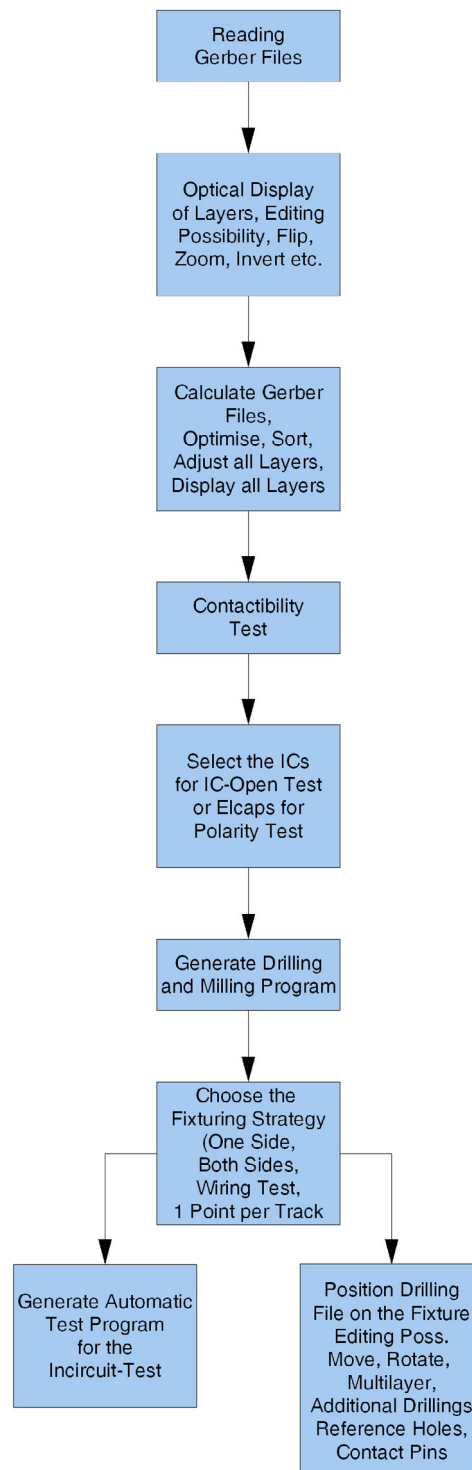 Reading
Gerber Files
Optical Display
of Layers, Editing
Possibility, Flip,
Zoom, Invert etc.
Calculate Gerber
Files,
Optimise, Sort,
Adjust all Layers,
Display all Layers
Contactibility
Test
Select the ICs
for IC-Open Test
or Elcaps for
Polarity Test
Generate Drilling
and Milling Program
Choose the
Fixturing Strategy
(One Side,
Both Sides,
Wiring Test,
1 Point per Track
Generate Automatic
Test Program
for the
Incircuit-Test
Position Drilling
File on the Fixture
Editing Poss.
Move, Rotate,
Multilayer,
Additional Drillings
Reference Holes,
Contact Pins